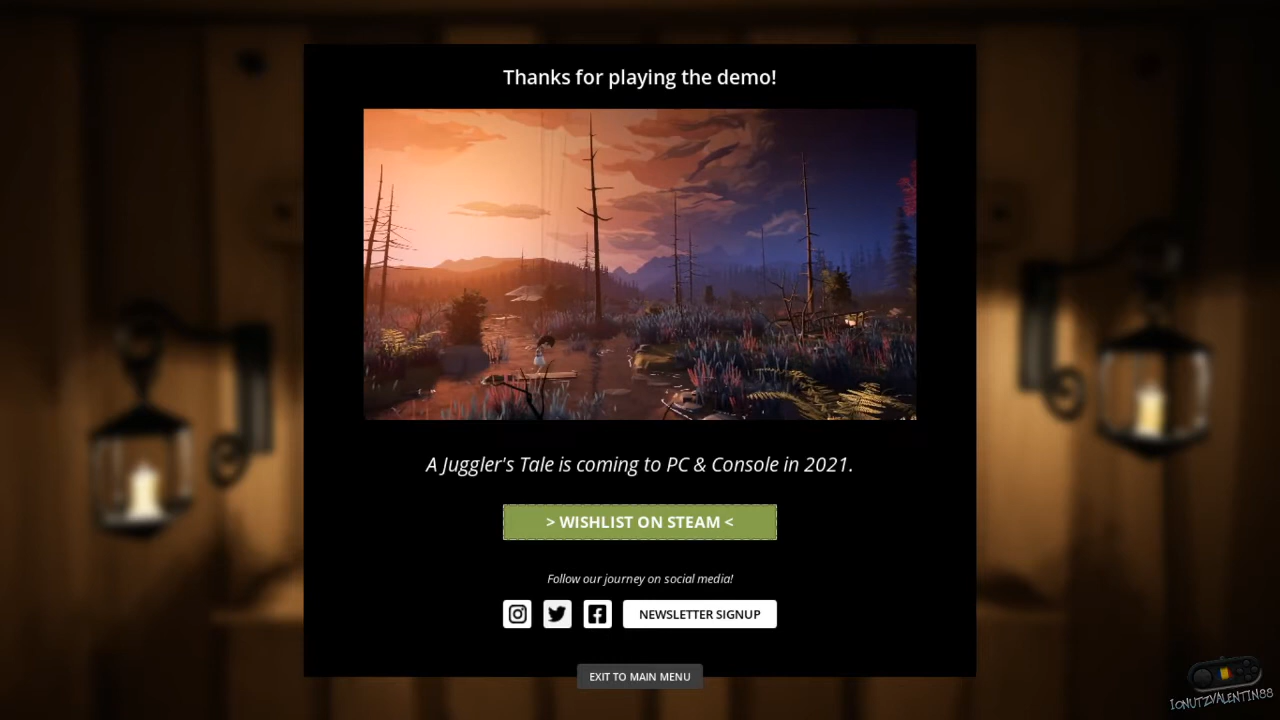 Thanks for playing the demo!
A Juggler's Tale is coming to PC & Console in 2021.
> WISHLIST ON STEAM <
Follow our journey on social media!
NEWSLETTER SIGNUP
EXIT TO MAIN MENU
IONUTZVALENTIN88